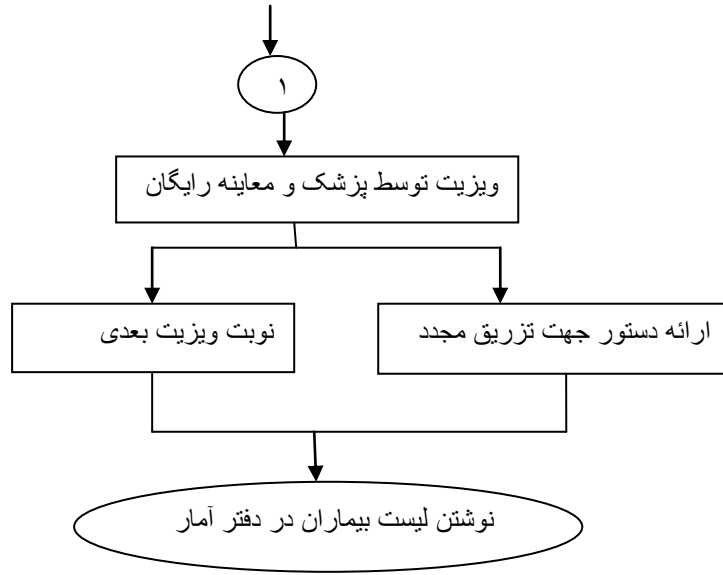 ۱
ویزیت توسط پزشک و معاینه رایگان
ارائه دستور جهت تزریق مجدد
نوبت ویزیت بعدی
نوشتن لیست بیماران در دفتر آمار